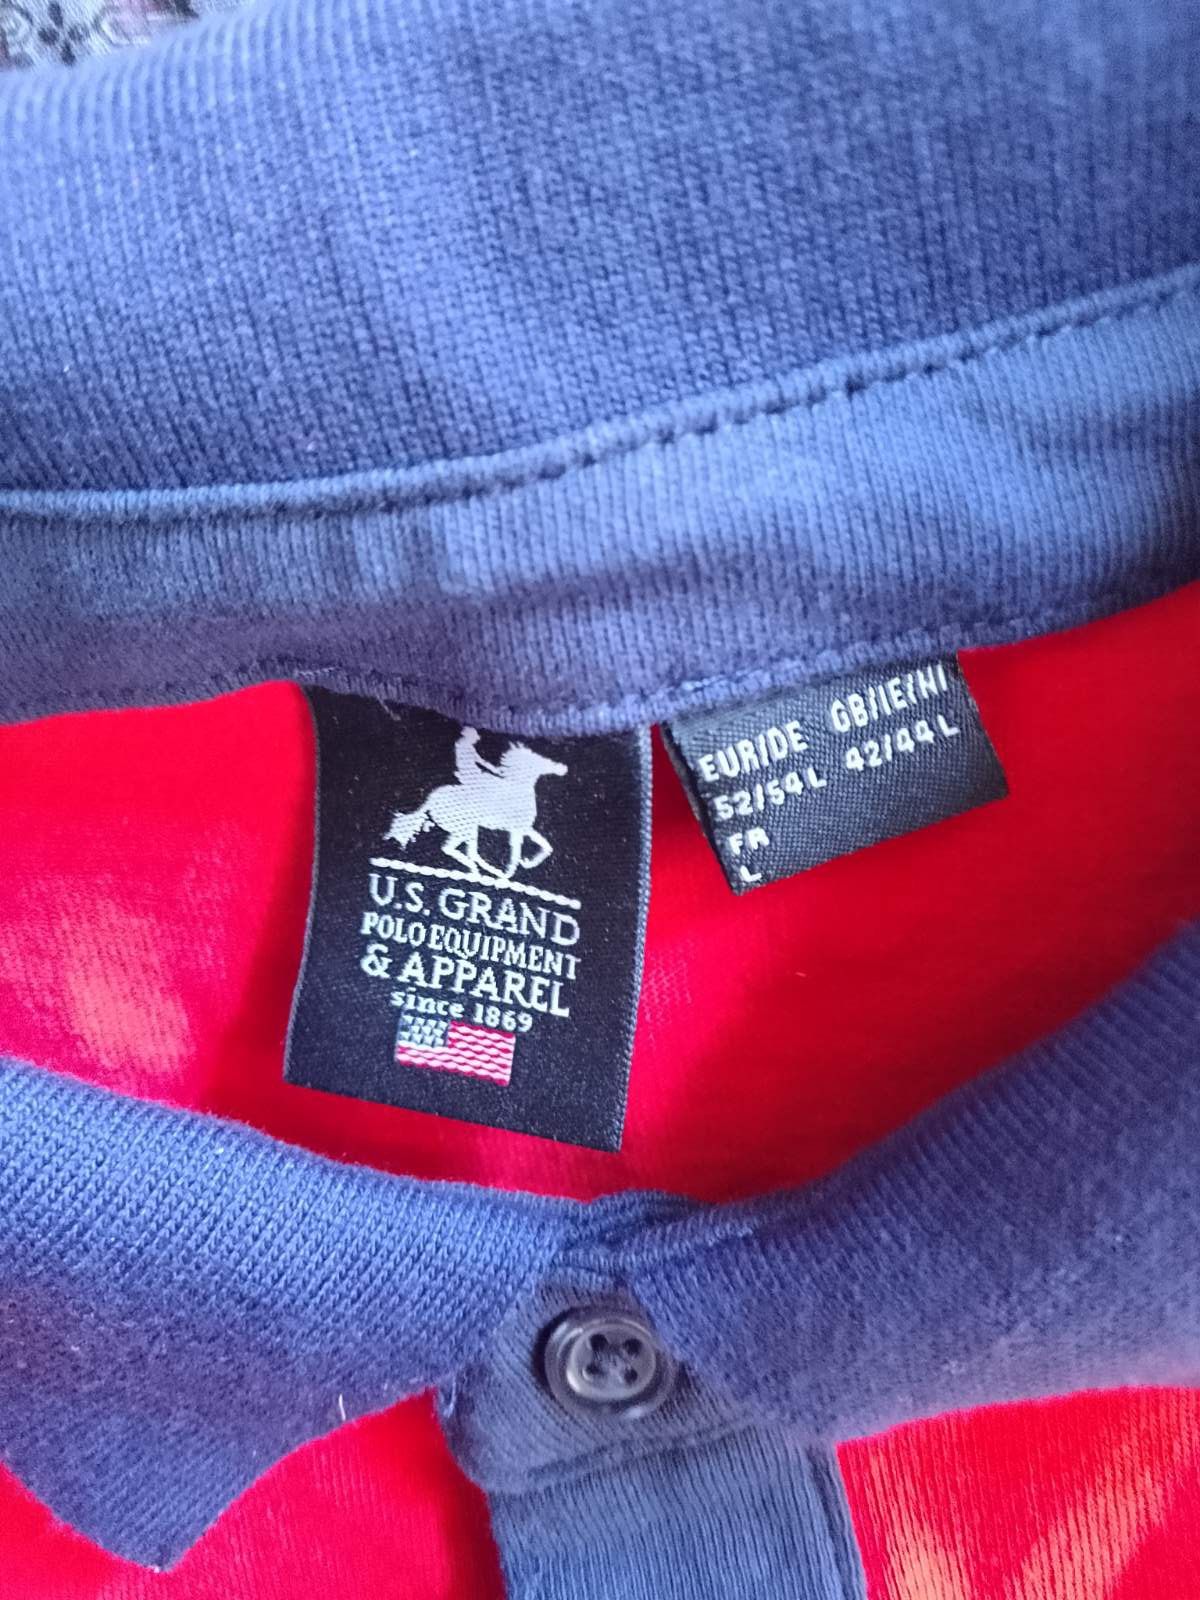 U.S. GRAND
POLO EQUIPMENT
& APPAREL
since 1869
EUR/DE GB/IE/NI
52/54 L 42/44 L
FR
L